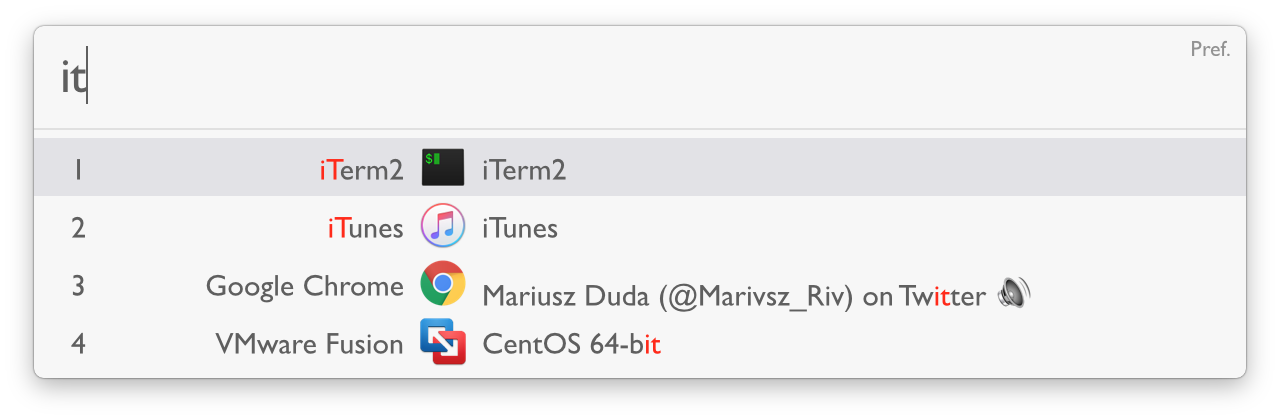 it
Pref.
1 iTerm2 $ iTerm2
2 iTunes iTunes
3 Google Chrome Mariusz Duda (@Marivsz_Riv) on Twitter 🔊
4 VMware Fusion CentOS 64-bit